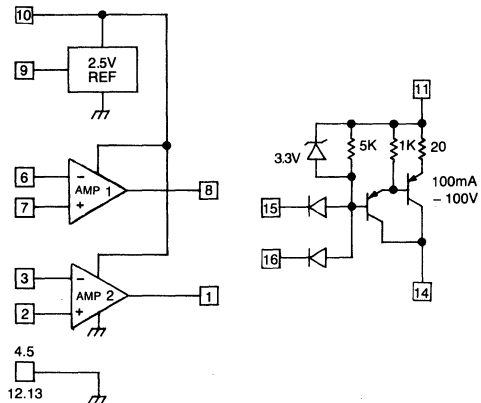 10
2.5V
REF
9
6
−
AMP 1
7
+
8
3
−
AMP 2
2
+
1
4.5
12.13
11
3.3V
5K
1K
20
100mA
– 100V
15
16
14